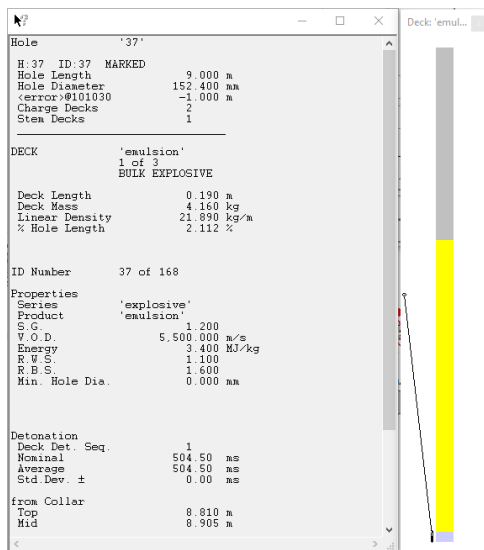 Deck: 'emul...
Hole '37'
H:37 ID:37 MARKED
Hole Length 9.000 m
Hole Diameter 152.400 mm
<error>@101030 -1.000 m
Charge Decks 2
Stem Decks 1
DECK 'emulsion'
1 of 3
BULK EXPLOSIVE
Deck Length 0.190 m
Deck Mass 4.160 kg
Linear Density 21.890 kg/m
% Hole Length 2.112 %
ID Number 37 of 168
Properties
Series 'explosive'
Product 'emulsion'
S.G. 1.200
V.O.D. 5,500.000 m/s
Energy 3.400 MJ/kg
R.W.S. 1.100
R.B.S. 1.600
Min. Hole Dia. 0.000 mm
Detonation
Deck Det. Seq. 1
Nominal 504.50 ms
Average 504.50 ms
Std.Dev. ± 0.00 ms
from Collar
Top 8.810 m
Mid 8.905 m